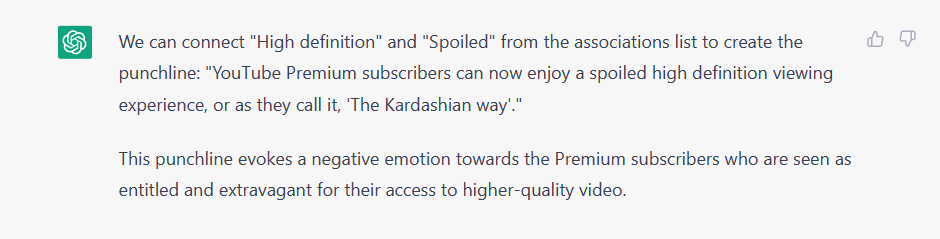 We can connect "High definition" and "Spoiled" from the associations list to create the
punchline: "YouTube Premium subscribers can now enjoy a spoiled high definition viewing
experience, or as they call it, 'The Kardashian way'."
This punchline evokes a negative emotion towards the Premium subscribers who are seen as
entitled and extravagant for their access to higher-quality video.